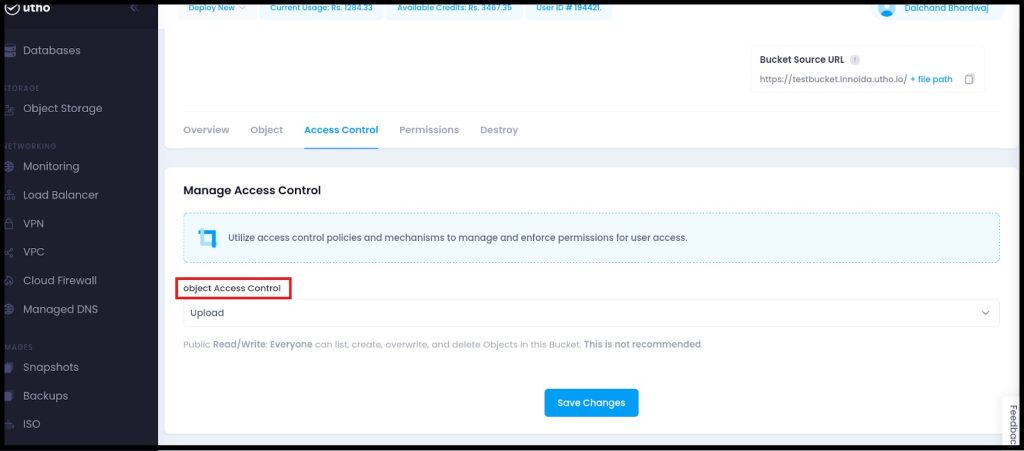 utho
Deploy New
Current Usage: Rs. 1284.33
Available Credits: Rs. 3467.35
User ID # 194421.
Dalchand Bhardwaj
Databases
STORAGE
Object Storage
NETWORKING
Monitoring
Load Balancer
VPN
VPC
Cloud Firewall
Managed DNS
IMAGES
Snapshots
Backups
ISO
Bucket Source URL
https://testbucket.innoida.utho.io/ + file path
Overview Object Access Control Permissions Destroy
Manage Access Control
Utilize access control policies and mechanisms to manage and enforce permissions for user access.
object Access Control
Upload
Public Read/Write: Everyone can list, create, overwrite, and delete Objects in this Bucket. This is not recommended.
Save Changes
Feedbac